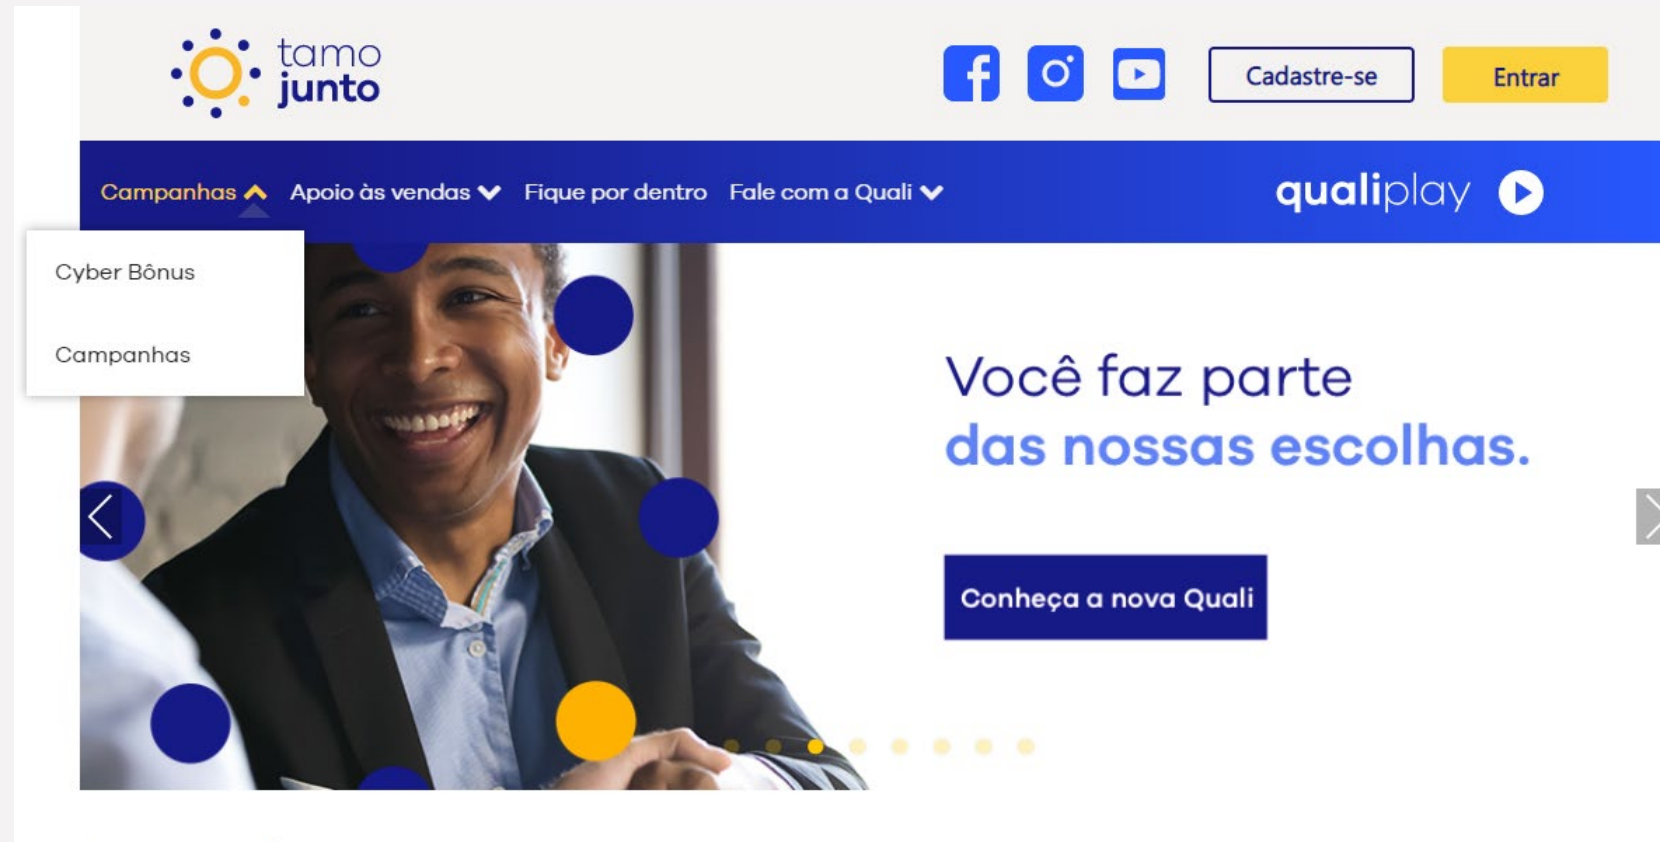 tamo
junto
Cadastre-se
Entrar
Campanhas
Apoio às vendas
Fique por dentro
Fale com a Quali
qualiplay
Cyber Bônus
Campanhas
Você faz parte
das nossas escolhas.
Conheça a nova Quali